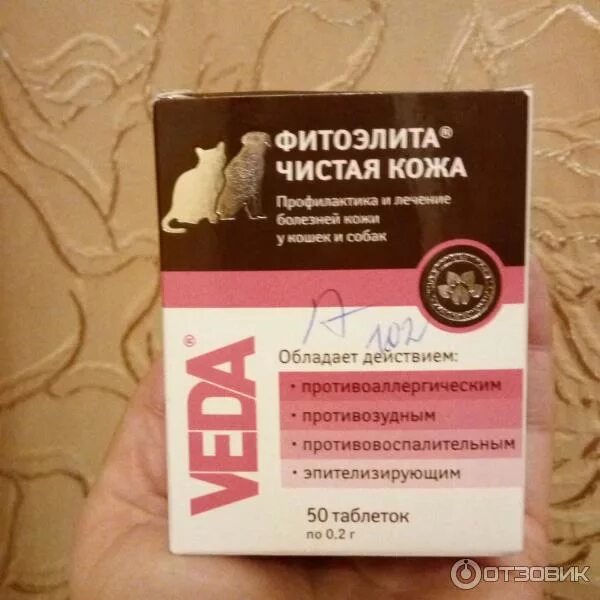 ФИТОЭЛИТА®
ЧИСТАЯ КОЖА
Профилактика и лечение
болезней кожи
у кошек и собак
102
VEDA®
Обладает действием:
• противоаллергическим
• противозудным
• противовоспалительным
• эпителизирующим
50 таблеток
по 0,2 г
ОТЗОВИК